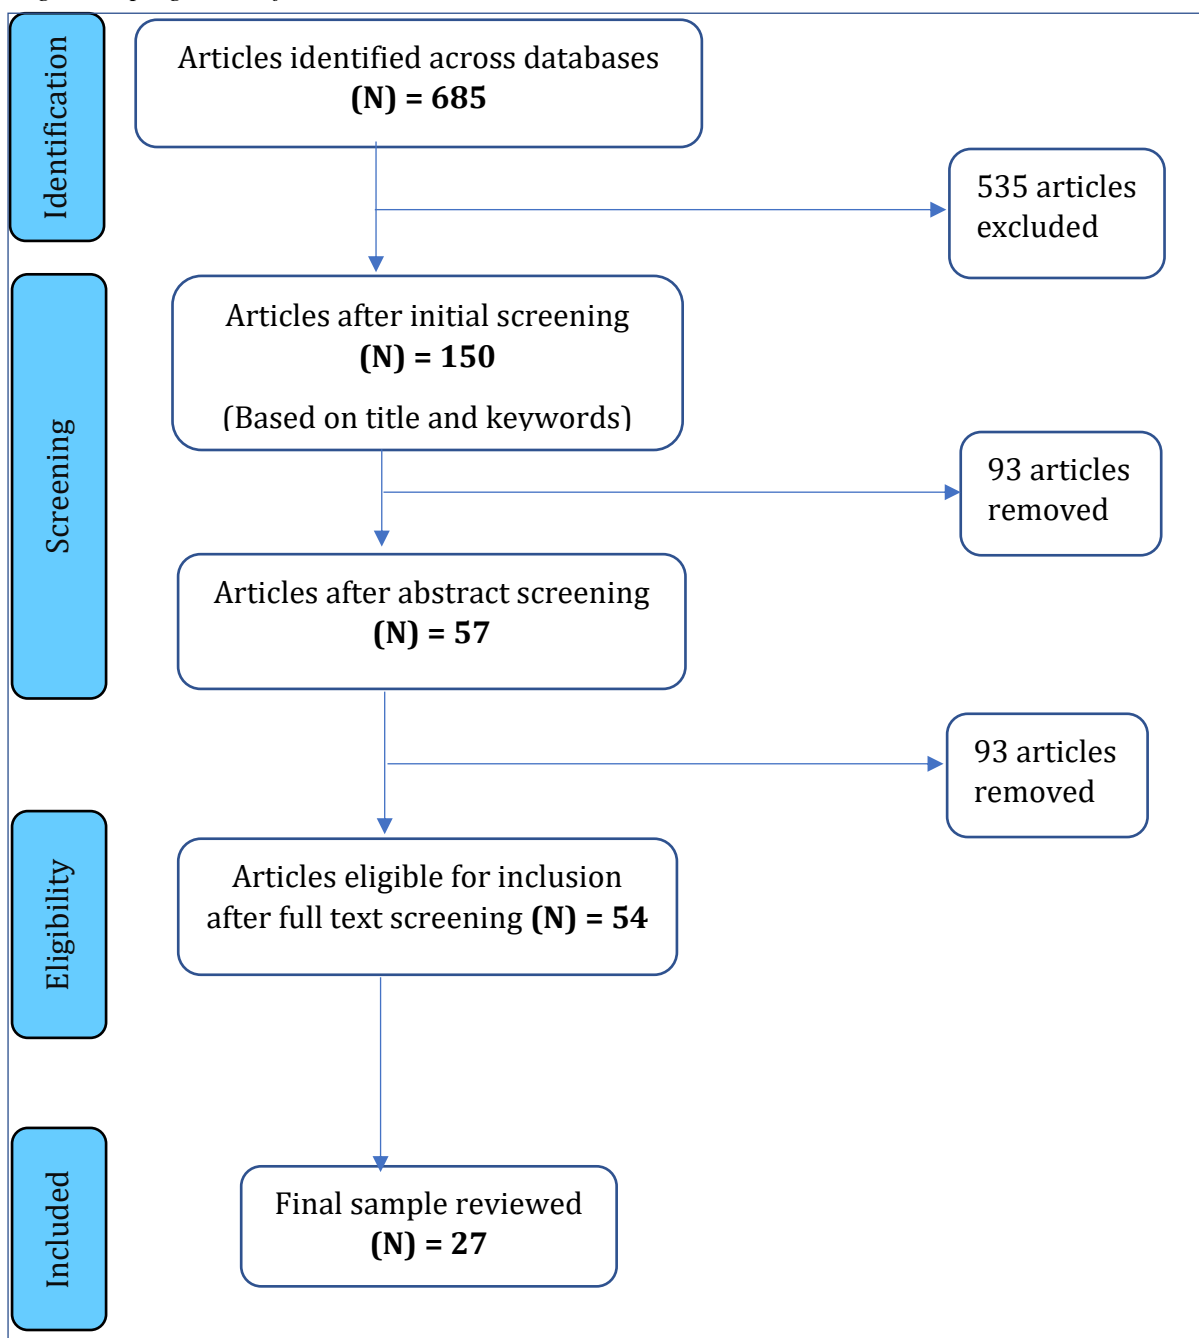 Identification
Articles identified across databases
(N) = 685
535 articles
excluded
Screening
Articles after initial screening
(N) = 150
(Based on title and keywords)
93 articles
removed
Articles after abstract screening
(N) = 57
93 articles
removed
Eligibility
Articles eligible for inclusion
after full text screening (N) = 54
Included
Final sample reviewed
(N) = 27